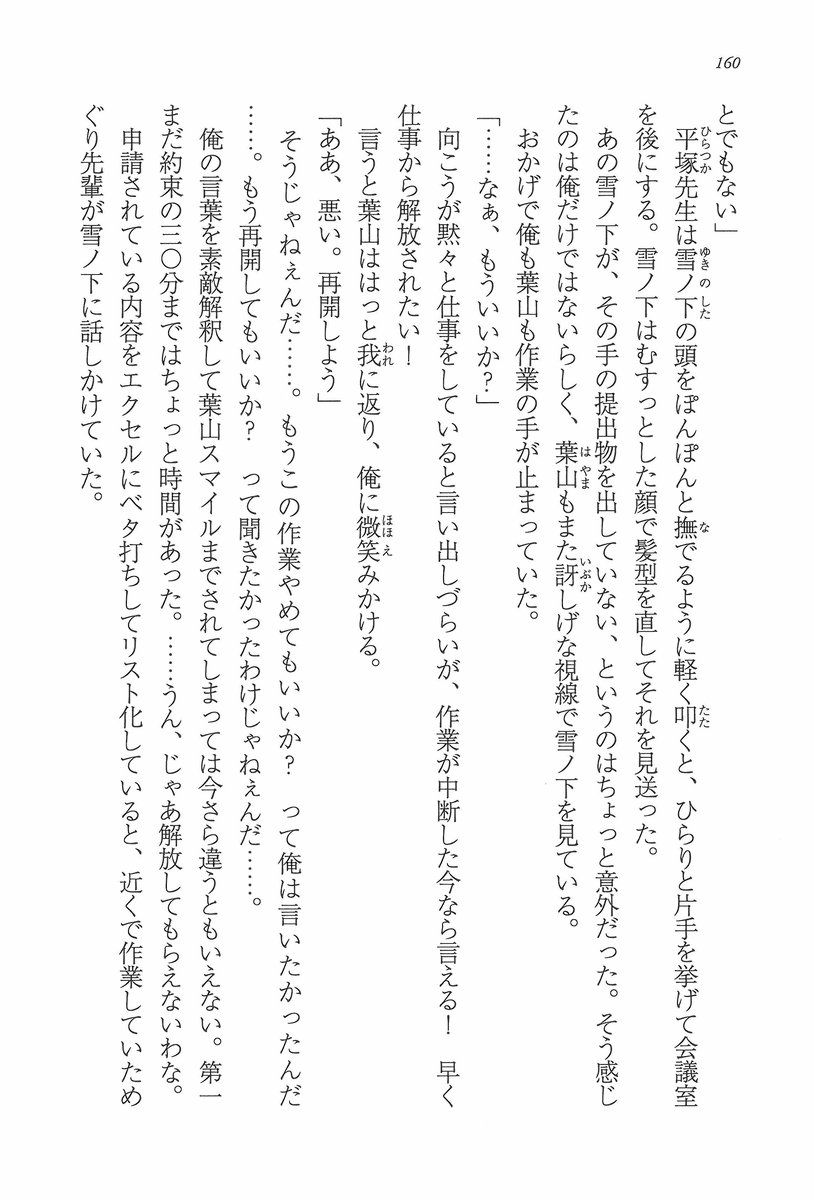 160
とでもない」
　平塚先生は雪ノ下の頭をぽんぽんと撫でるように軽く叩くと、ひらりと片手を挙げて会議室
を後にする。雪ノ下はむすっとした顔で髪型を直してそれを見送った。
　あの雪ノ下が、その手の提出物を出していない、というのはちょっと意外だった。そう感じ
たのは俺だけではないらしく、葉山もまた訝しげな視線で雪ノ下を見ている。
　おかげで俺も葉山も作業の手が止まっていた。
「……なぁ、もういいか？」
　向こうが黙々と仕事をしていると言い出しづらいが、作業が中断した今なら言える！　早く
仕事から解放されたい！
　言うと葉山ははっと我に返り、俺に微笑みかける。
「ああ、悪い。再開しよう」
　そうじゃねぇんだ……。もうこの作業やめてもいいか？　って俺は言いたかったんだ
……。もう再開してもいいか？　って聞きたかったわけじゃねぇんだ……。
　俺の言葉を素敵解釈して葉山スマイルまでされてしまっては今さら違うともいえない。第一
まだ約束の三〇分まではちょっと時間があった。……うん、じゃあ解放してもらえないわな。
　申請されている内容をエクセルにベタ打ちしてリスト化していると、近くで作業していため
ぐり先輩が雪ノ下に話しかけていた。